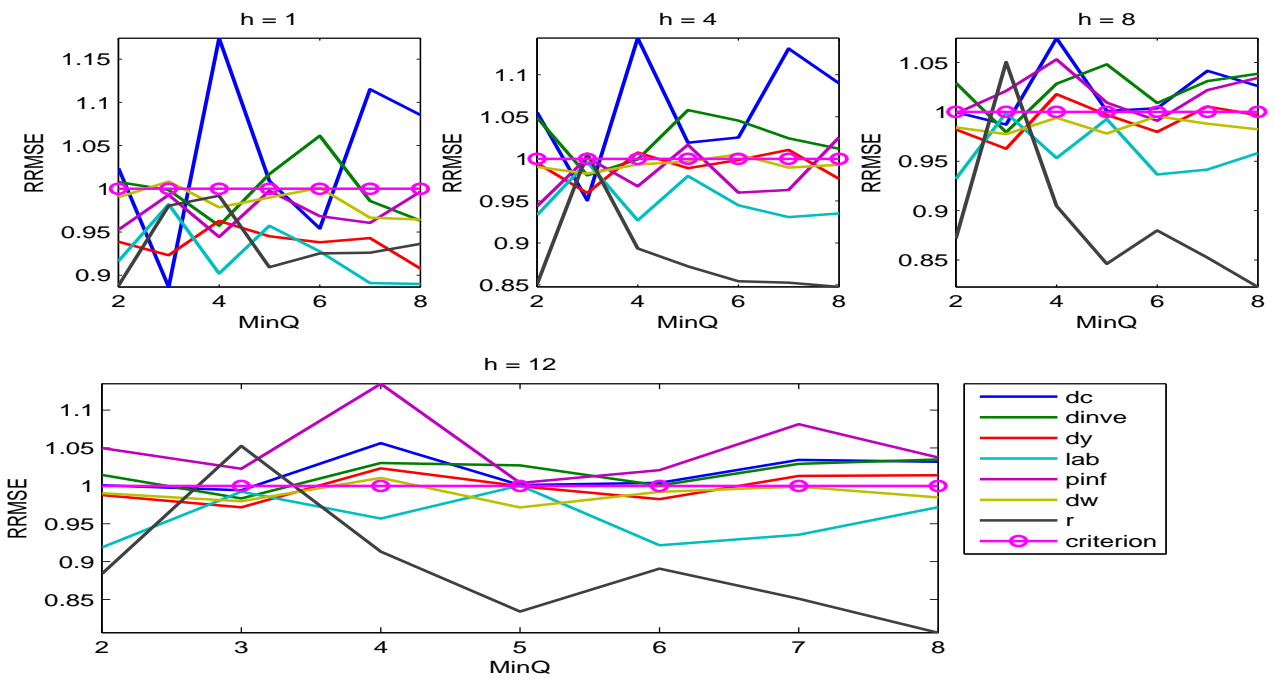 h = 1
1.15
1.1
1.05
1
0.95
0.9
RRMSE
2
4
6
8
MinQ
h = 4
1.1
1.05
1
0.95
0.9
0.85
RRMSE
2
4
6
8
MinQ
h = 8
1.05
1
0.95
0.9
0.85
RRMSE
2
4
6
8
MinQ
h = 12
1.1
1.05
1
0.95
0.9
0.85
RRMSE
2
3
4
5
6
7
8
MinQ
dc
dinve
dy
lab
pinf
dw
r
criterion